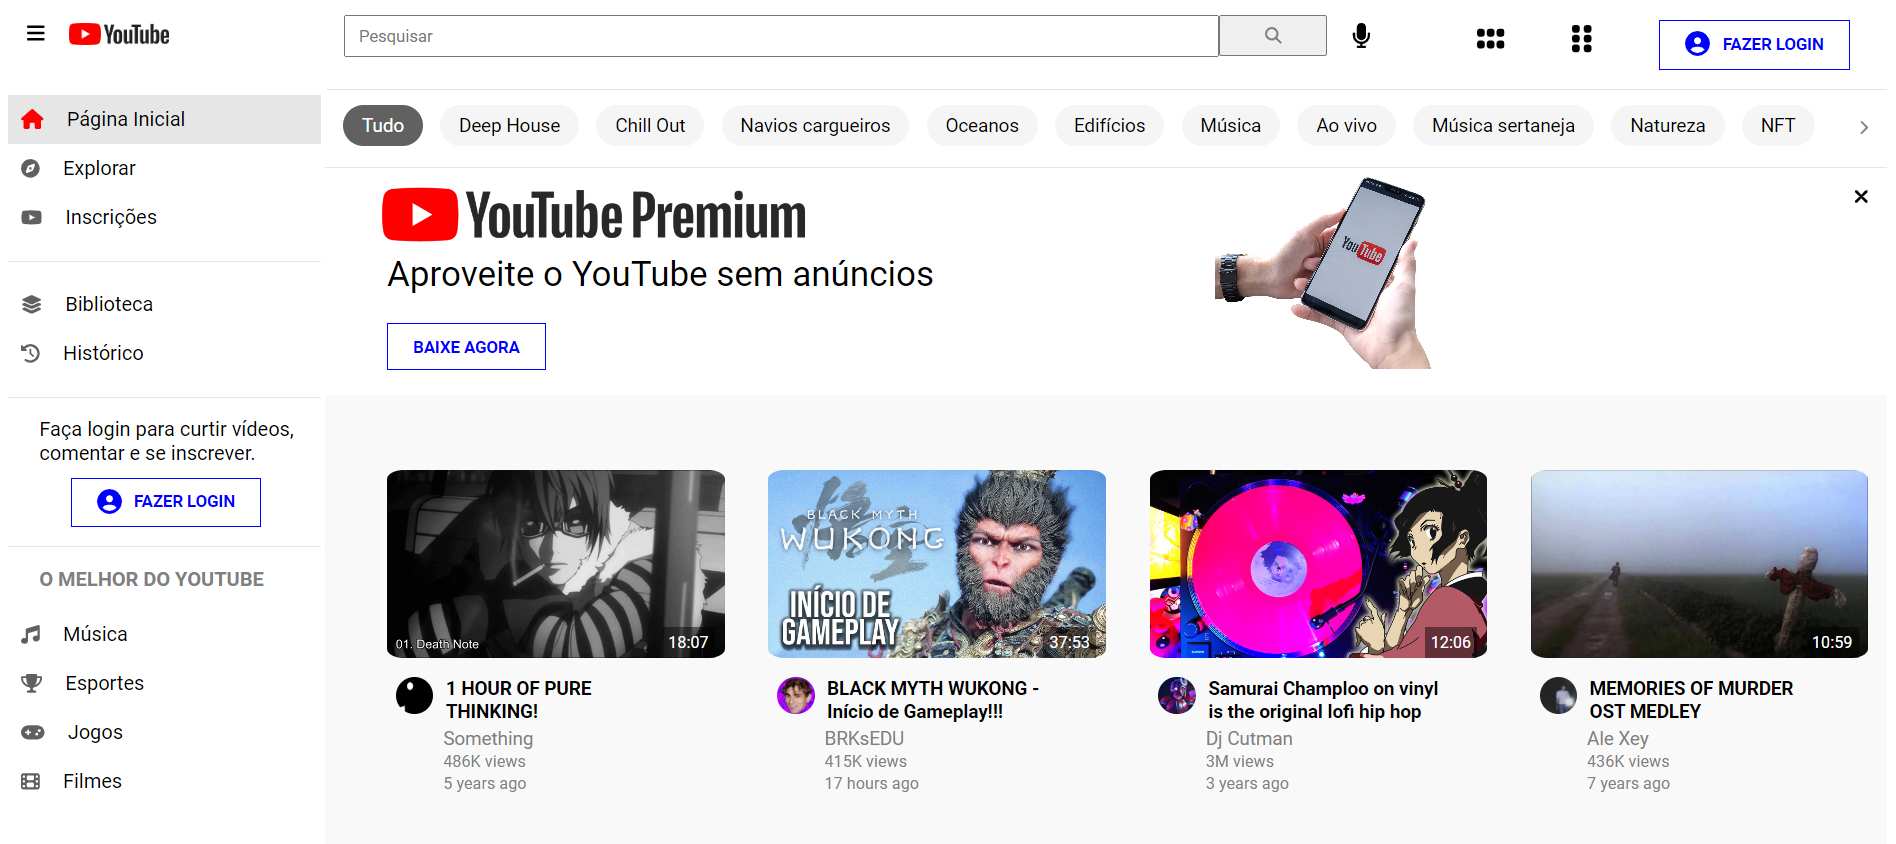 YouTube
Pesquisar
FAZER LOGIN
Página Inicial
Explorar
Inscrições
Biblioteca
Histórico
Faça login para curtir vídeos,
comentar e se inscrever.
FAZER LOGIN
O MELHOR DO YOUTUBE
Música
Esportes
Jogos
Filmes
Tudo
Deep House
Chill Out
Navios cargueiros
Oceanos
Edifícios
Música
Ao vivo
Música sertaneja
Natureza
NFT
YouTube Premium
Aproveite o YouTube sem anúncios
BAIXE AGORA
YouTube
01. Death Note
18:07
1 HOUR OF PURE
THINKING!
Something
486K views
5 years ago
BLACK MYTH
WUKONG
INÍCIO DE
GAMEPLAY
37:53
BLACK MYTH WUKONG -
Início de Gameplay!!!
BRKsEDU
415K views
17 hours ago
12:06
Samurai Champloo on vinyl
is the original lofi hip hop
Dj Cutman
3M views
3 years ago
10:59
MEMORIES OF MURDER
OST MEDLEY
Ale Xey
436K views
7 years ago